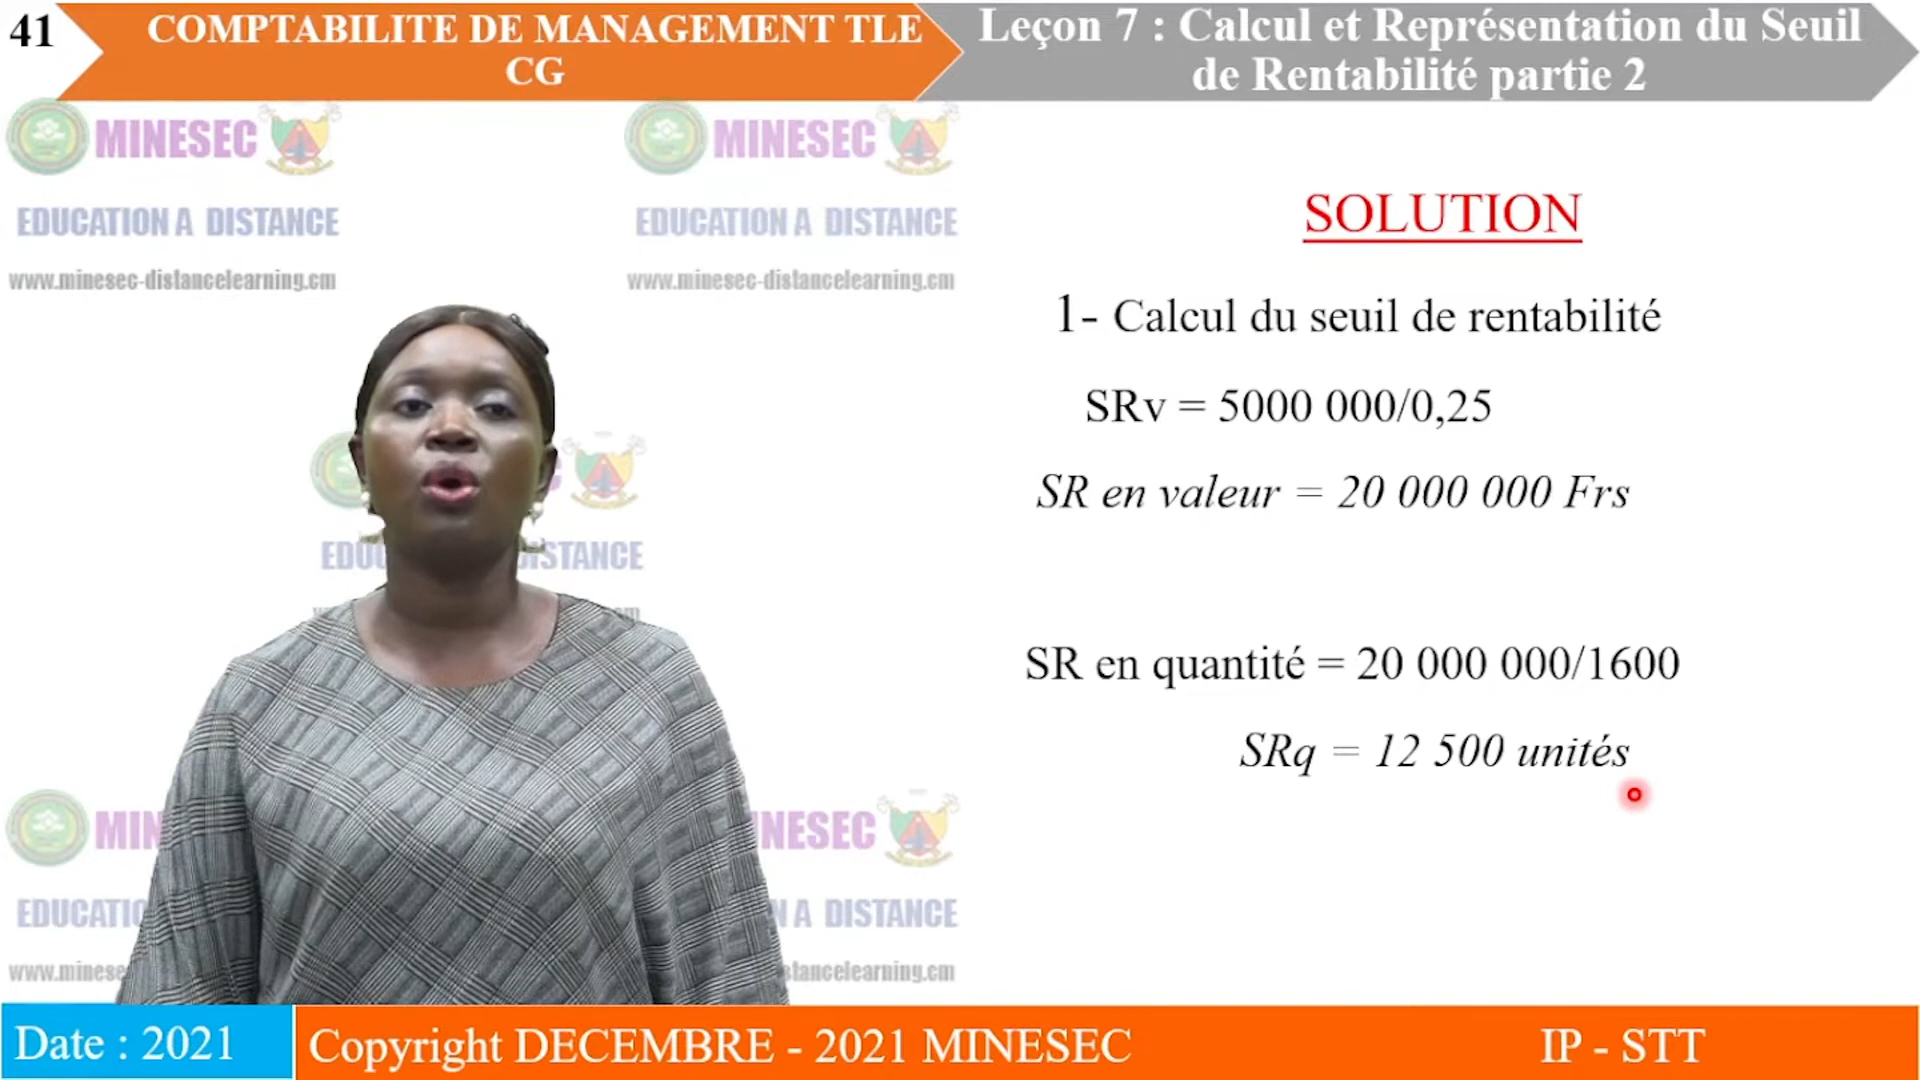 41
COMPTABILITE DE MANAGEMENT TLE
CG
Leçon 7 : Calcul et Représentation du Seuil
de Rentabilité partie 2
MINESEC
EDUCATION A DISTANCE
www.minesec-distancelearning.cm
MINESEC
EDUCATION A DISTANCE
www.minesec-distancelearning.cm
SOLUTION
1- Calcul du seuil de rentabilité
SRv = 5000 000/0,25
SR en valeur = 20 000 000 Frs
SR en quantité = 20 000 000/1600
SRq = 12 500 unités
Date : 2021
Copyright DECEMBRE - 2021 MINESEC
IP - STT